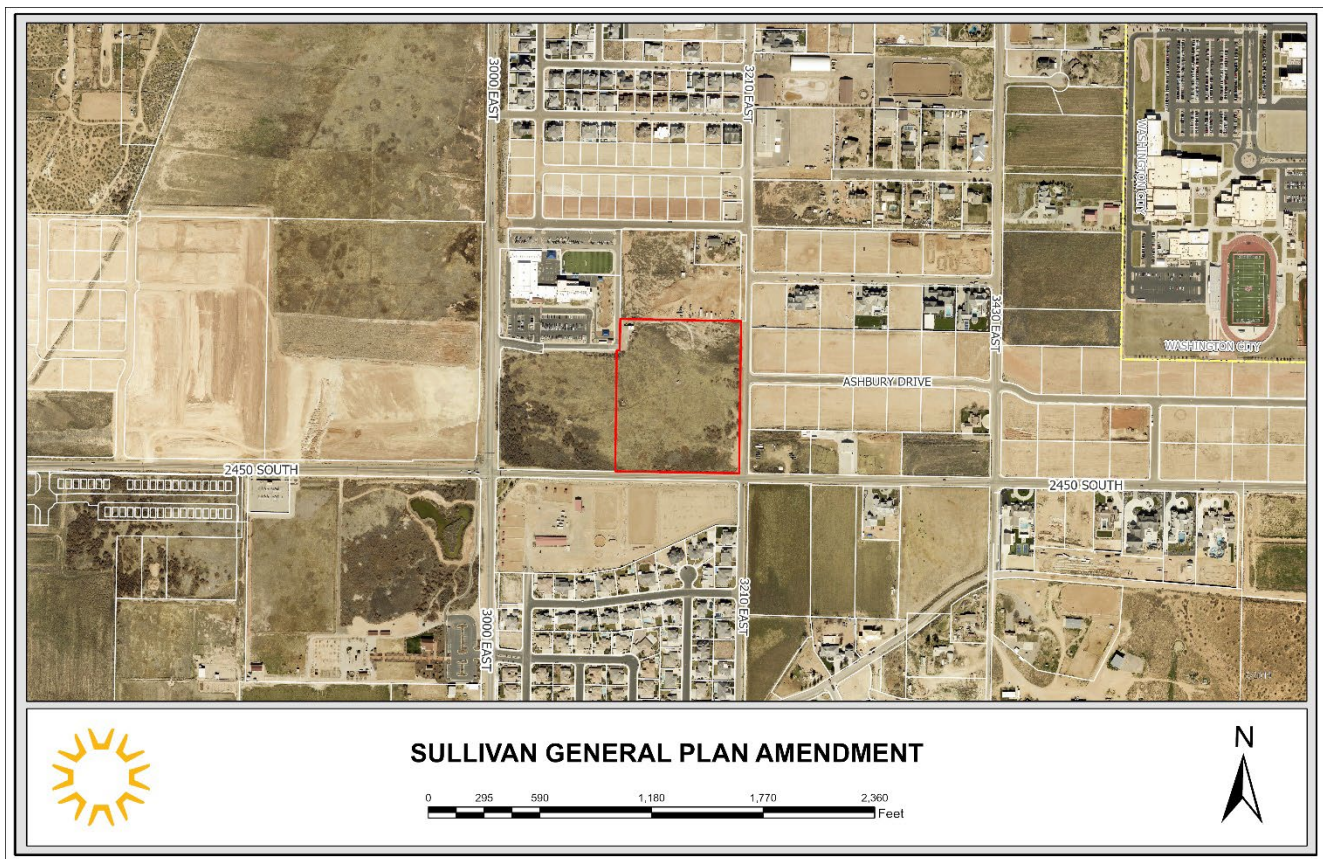 3000 EAST
3210 EAST
WASHINGTON CITY
3430 EAST
WASHINGTON CITY
ASHBURY DRIVE
2450 SOUTH
2450 SOUTH
3000 EAST
3210 EAST
SULLIVAN GENERAL PLAN AMENDMENT
N
0 295 590 1,180 1,770 2,360
Feet